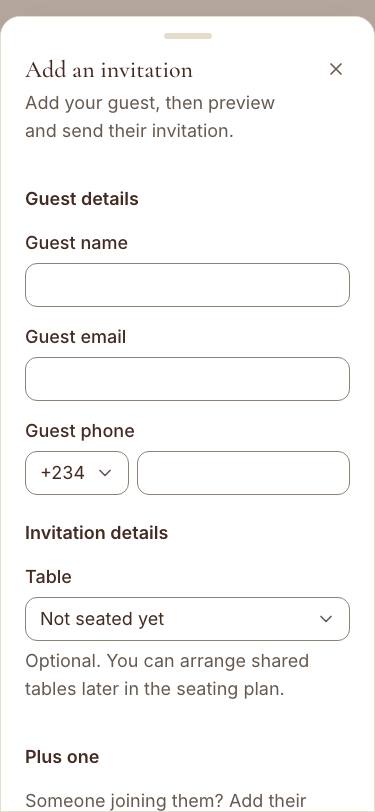 Add an invitation
Add your guest, then preview
and send their invitation.
Guest details
Guest name
Guest email
Guest phone
+234
Invitation details
Table
Not seated yet
Optional. You can arrange shared
tables later in the seating plan.
Plus one
Someone joining them? Add their